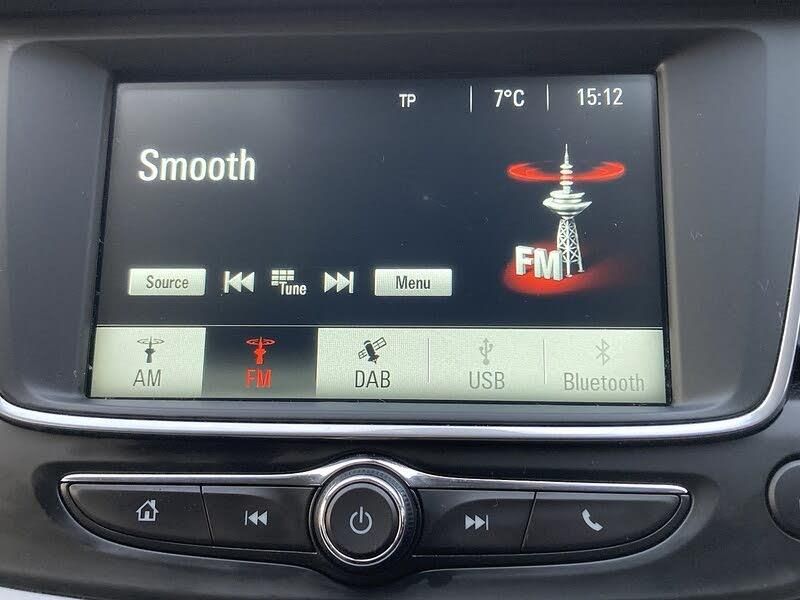 TP 7°C 15:12
Smooth
FM
Source Tune Menu
AM FM DAB USB Bluetooth